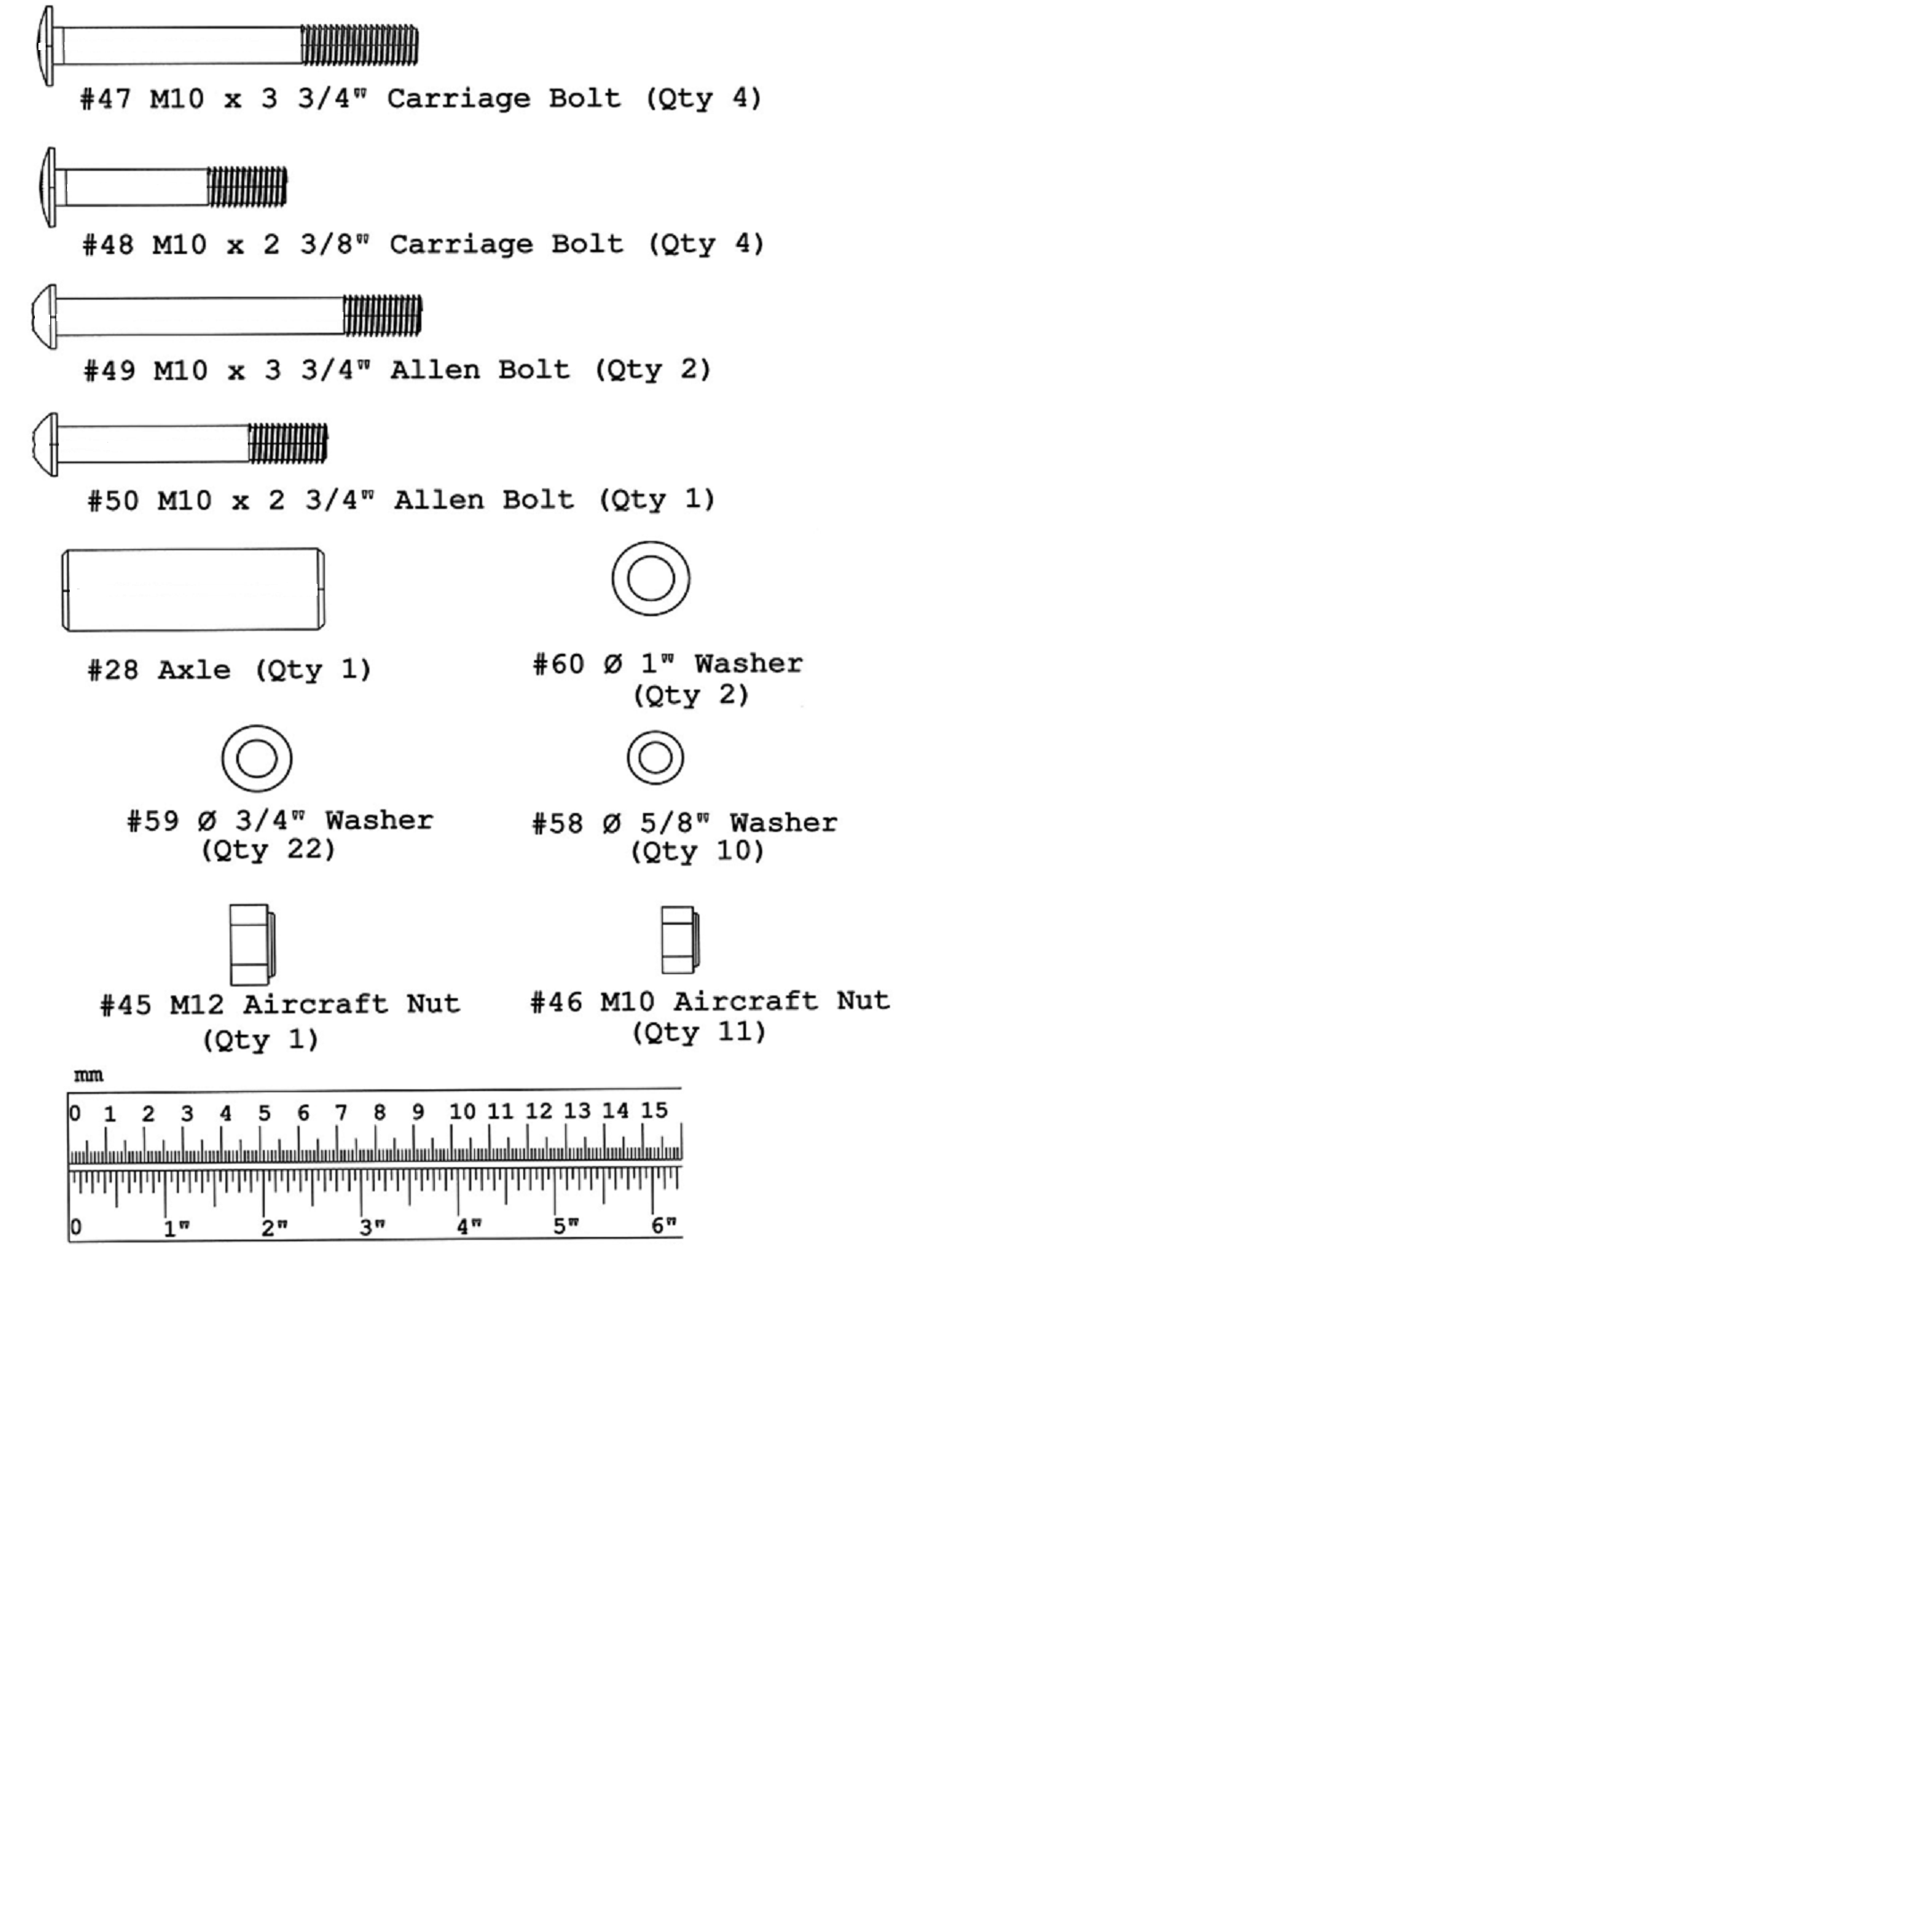 #47 M10 x 3 3/4" Carriage Bolt (Qty 4)
#48 M10 x 2 3/8" Carriage Bolt (Qty 4)
#49 M10 x 3 3/4" Allen Bolt (Qty 2)
#50 M10 x 2 3/4" Allen Bolt (Qty 1)
#28 Axle (Qty 1)
#60 Ø 1" Washer
(Qty 2)
#59 Ø 3/4" Washer
(Qty 22)
#58 Ø 5/8" Washer
(Qty 10)
#45 M12 Aircraft Nut
(Qty 1)
#46 M10 Aircraft Nut
(Qty 11)
mm
0 1 2 3 4 5 6 7 8 9 10 11 12 13 14 15
0 1" 2" 3" 4" 5" 6"